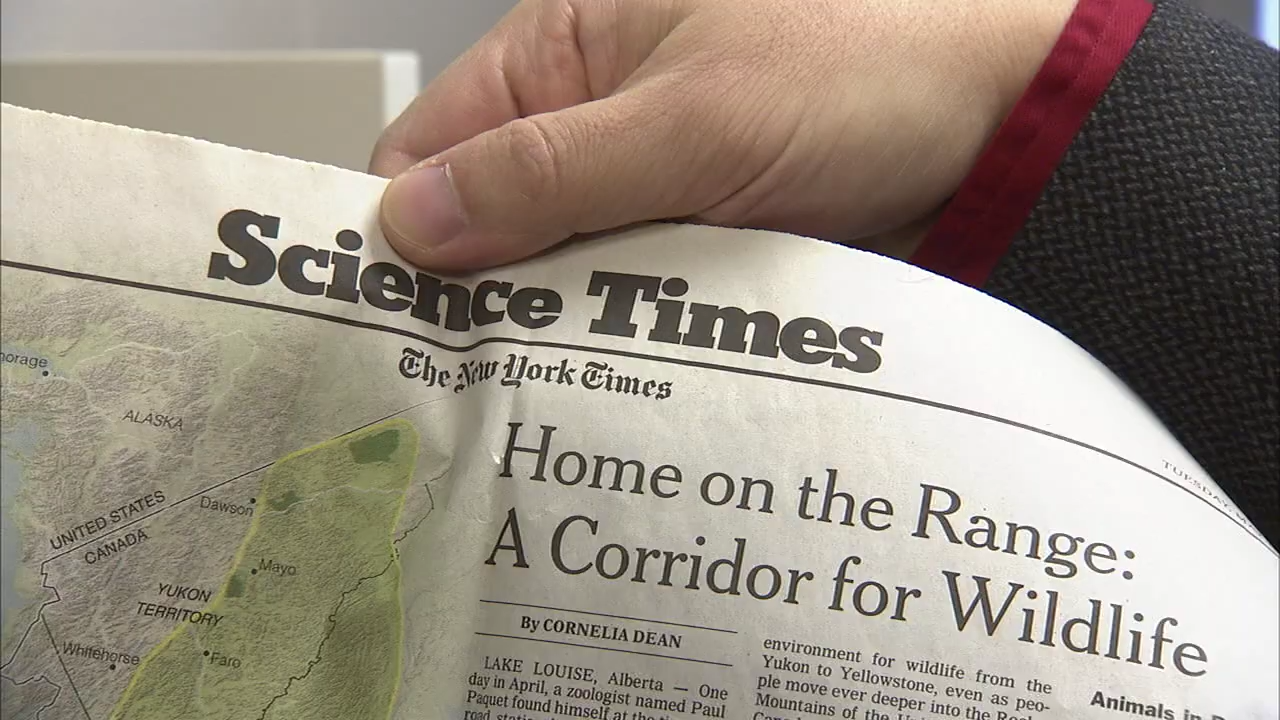 Science Times
The New York Times
ALASKA
UNITED STATES
CANADA
Dawson
Mayo
YUKON
TERRITORY
Whitehorse
Faro
Home on the Range:
A Corridor for Wildlife
By CORNELIA DEAN
LAKE LOUISE, Alberta — One
day in April, a zoologist named Paul
Paquet found himself at the
environment for wildlife from the
Yukon to Yellowstone, even as peo-
ple move ever deeper into the
Mountains of the
Animals in